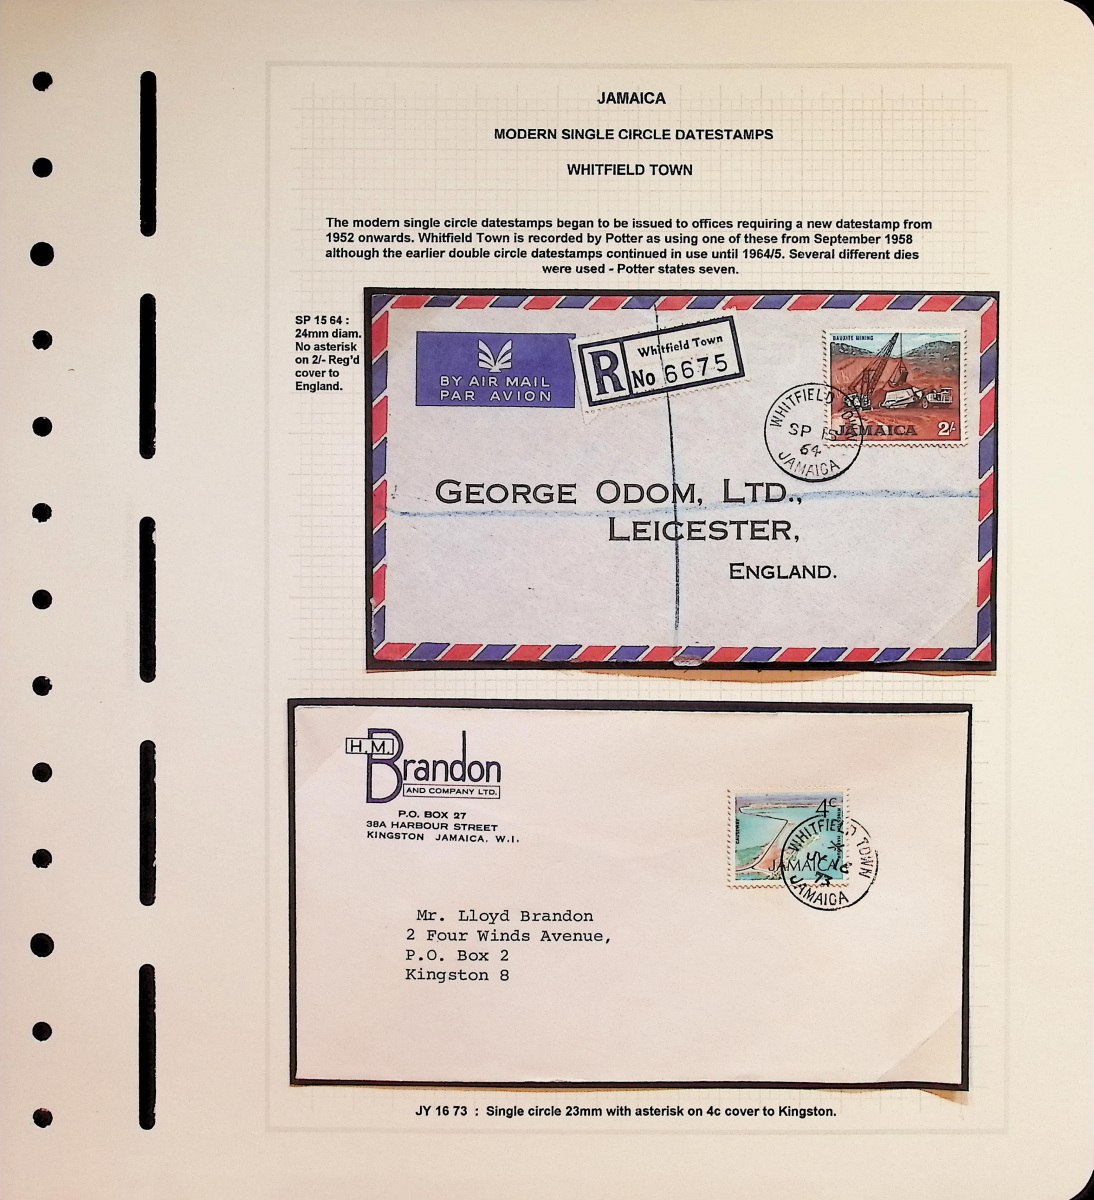 JAMAICA
MODERN SINGLE CIRCLE DATESTAMPS
WHITFIELD TOWN
The modern single circle datestamps began to be issued to offices requiring a new datestamp from
1952 onwards. Whitfield Town is recorded by Potter as using one of these from September 1958
although the earlier double circle datestamps continued in use until 1964/5. Several different dies
were used - Potter states seven.
SP 15 64 :
24mm diam.
No asterisk
on 2/- Reg'd
cover to
England.
BY AIR MAIL
PAR AVION
R
Whitfield Town
No 6675
BAUXITE MINING
JAMAICA 2/-
WHITFIELD TOWN
SP 15
64
JAMAICA
GEORGE ODOM, LTD.,
LEICESTER,
ENGLAND.
H.M. Brandon
AND COMPANY LTD.
P.O. BOX 27
38A HARBOUR STREET
KINGSTON JAMAICA, W.I.
4c
JAMAICA
WHITFIELD TOWN
73
JAMAICA
Mr. Lloyd Brandon
2 Four Winds Avenue,
P.O. Box 2
Kingston 8
JY 16 73 : Single circle 23mm with asterisk on 4c cover to Kingston.